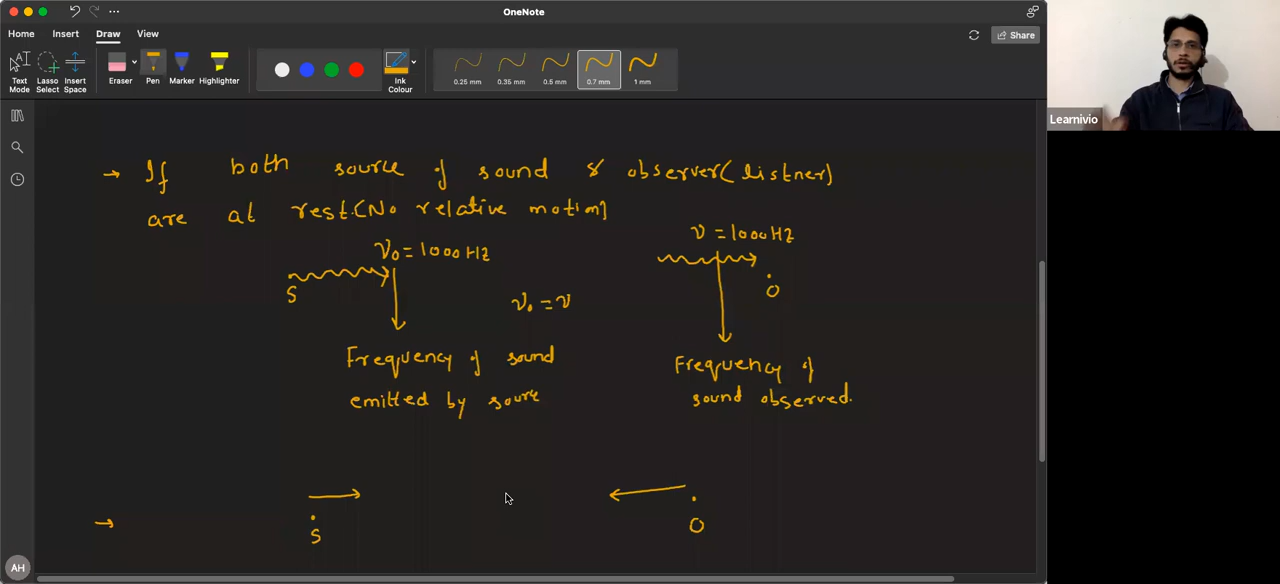 OneNote
Home Insert Draw View
Share
Text Mode
Lasso Select
Insert Space
Eraser
Pen
Marker
Highlighter
Ink Colour
0.25 mm
0.35 mm
0.5 mm
0.7 mm
1 mm
Learnivio
→ If both source of sound & observer(listner)
are at rest.(No relative motion)
ν₀ = 1000 HZ
ν = 1000 HZ
S
O
ν₀ = ν
Frequency of sound
emitted by source
Frequency of
sound observed.
→
S
O
AH